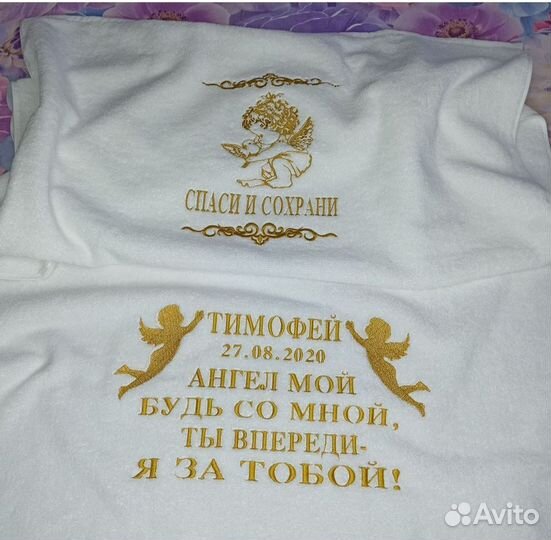 СПАСИ И СОХРАНИ
ТИМОФЕЙ
27.08.2020
АНГЕЛ МОЙ
БУДЬ СО МНОЙ,
ТЫ ВПЕРЕДИ-
Я ЗА ТОБОЙ!
Avito